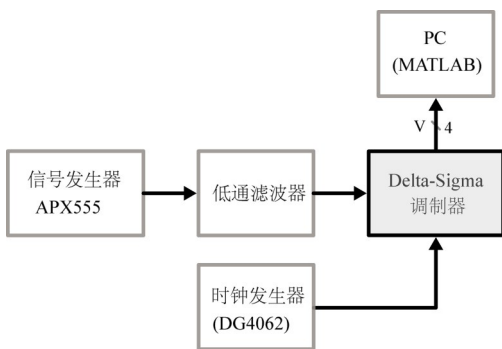 PC
(MATLAB)
V 4
信号发生器
APX555
低通滤波器
Delta-Sigma
调制器
时钟发生器
(DG4062)